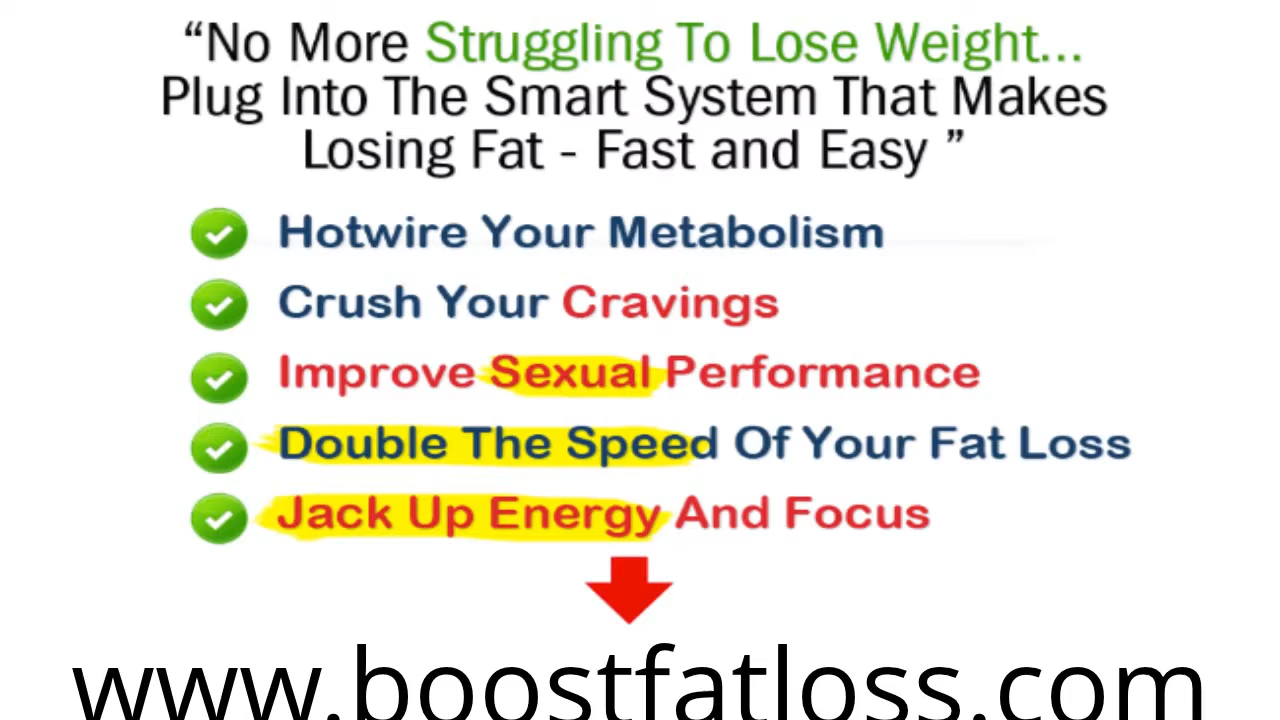 “No More Struggling To Lose Weight...
Plug Into The Smart System That Makes
Losing Fat - Fast and Easy ”
Hotwire Your Metabolism
Crush Your Cravings
Improve Sexual Performance
Double The Speed Of Your Fat Loss
Jack Up Energy And Focus
www.boostfatloss.com